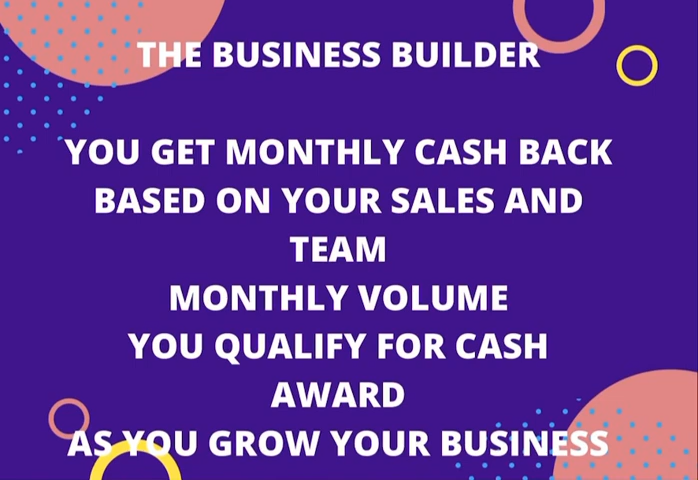 THE BUSINESS BUILDER
YOU GET MONTHLY CASH BACK
BASED ON YOUR SALES AND
TEAM
MONTHLY VOLUME
YOU QUALIFY FOR CASH
AWARD
AS YOU GROW YOUR BUSINESS